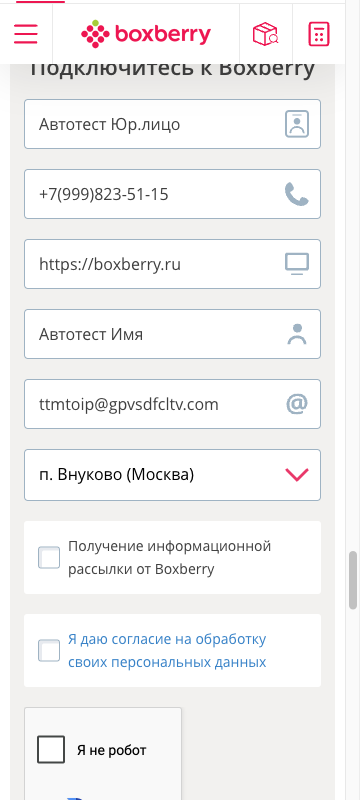 boxberry
Подключитесь к Boxberry
Автотест Юр.лицо
+7(999)823-51-15
https://boxberry.ru
Автотест Имя
ttmtoip@gpvsdfcltv.com
@
п. Внуково (Москва)
Получение информационной
рассылки от Boxberry
Я даю согласие на обработку
своих персональных данных
Я не робот